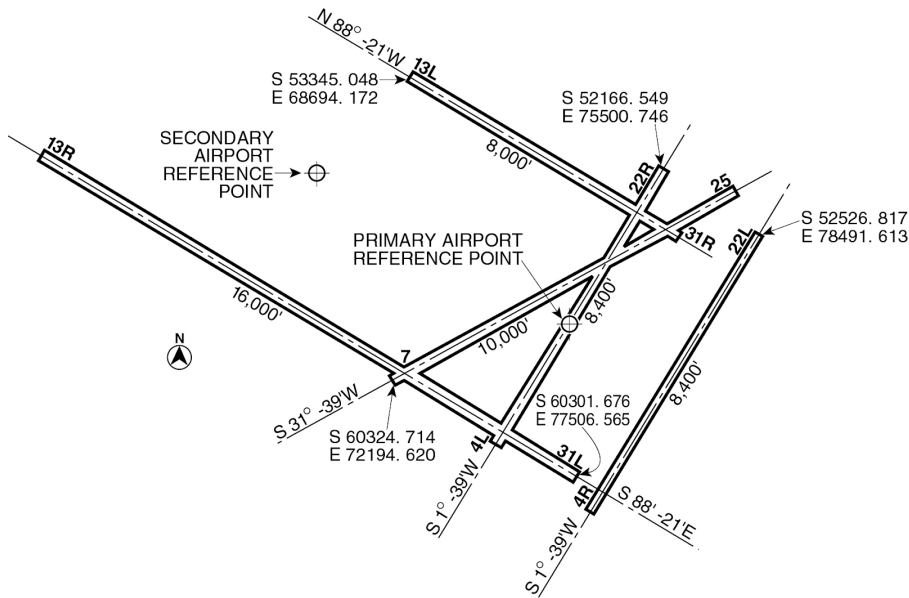 N 88° -21'W
13L
S 53345. 048
E 68694. 172
S 52166. 549
E 75500. 746
SECONDARY
AIRPORT
REFERENCE
POINT
13R
8,000'
22R
25
S 52526. 817
E 78491. 613
22L
31R
PRIMARY AIRPORT
REFERENCE POINT
8,400'
16,000'
10,000'
N
7
8,400'
S 31° -39'W
S 60324. 714
E 72194. 620
S 60301. 676
E 77506. 565
4L
31L
4R
S 88' -21'E
S 1° -39'W
S 1° -39'W